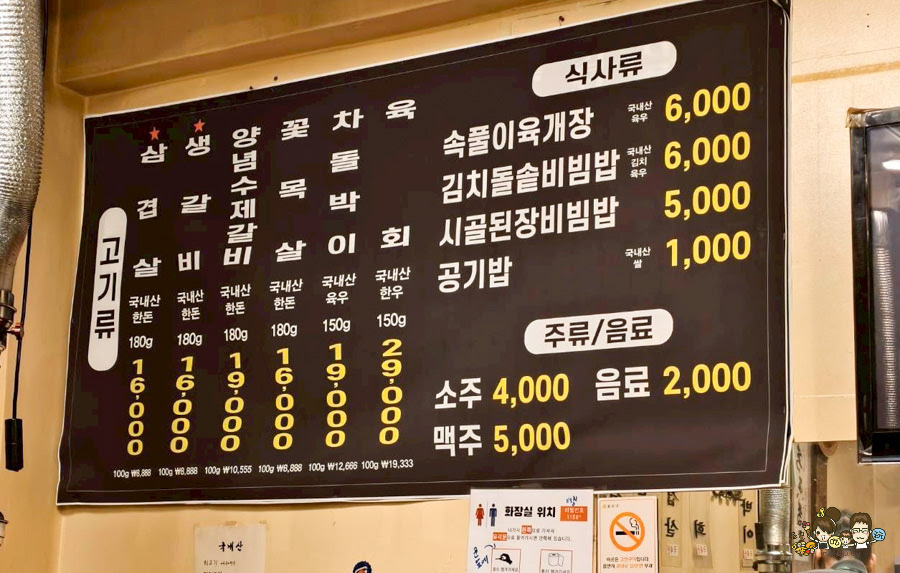 고기류
★삼겹살
국내산
한돈
180g
16,000
100g ₩8,888
★생갈비
국내산
한돈
180g
16,000
100g ₩8,888
양념수제갈비
국내산
한돈
180g
19,000
100g ₩10,555
꽃목살
국내산
한돈
180g
16,000
100g ₩8,888
차돌박이
국내산
육우
150g
19,000
100g ₩12,666
육회
국내산
한우
150g
29,000
100g ₩19,333
식사류
속풀이육개장 국내산 육우 6,000
김치돌솥비빔밥 국내산 김치 육우 6,000
시골된장비빔밥 5,000
공기밥 국내산 쌀 1,000
주류/음료
소주 4,000 음료 2,000
맥주 5,000
화장실 위치
비밀번호
국내산